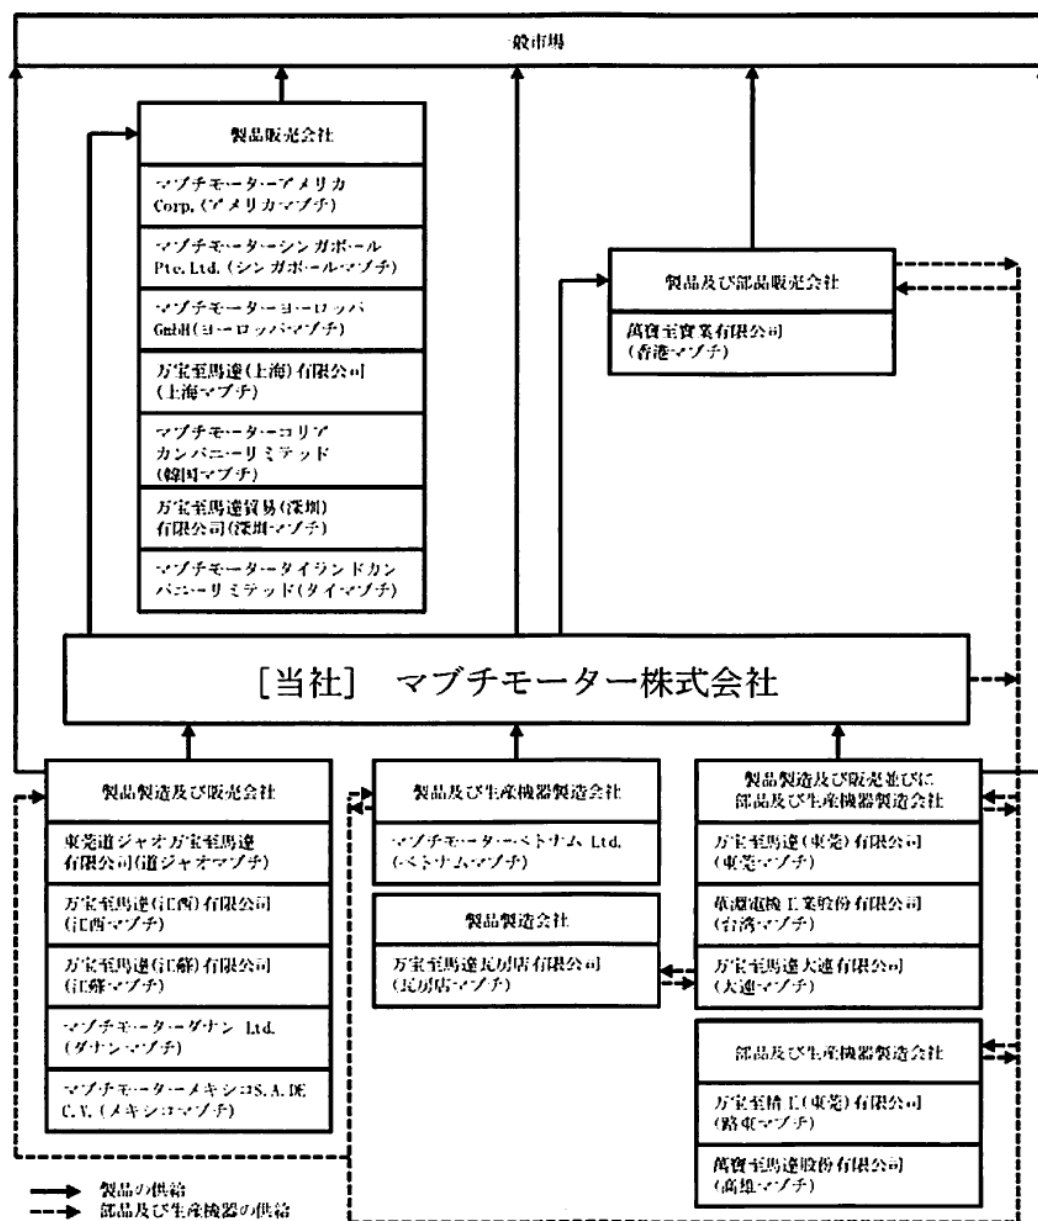 一般市場
製品販売会社
マブチモーターアメリカ
Corp.(アメリカマブチ)
マブチモーターシンガポール
Pte.Ltd.(シンガポールマブチ)
マブチモーターヨーロッパ
GmbH(ヨーロッパマブチ)
万宝至馬達(上海)有限公司
(上海マブチ)
マブチモーターコリア
カンパニーリミテッド
(韓国マブチ)
万宝至馬達貿易(深圳)
有限公司(深圳マブチ)
マブチモータータイランドカン
パニーリミテッド(タイマブチ)
製品及び部品販売会社
萬寶至實業有限公司
(香港マブチ)
[当社] マブチモーター株式会社
製品製造及び販売会社
東莞道ジャオ万宝至馬達
有限公司(道ジャオマブチ)
万宝至馬達(江西)有限公司
(江西マブチ)
万宝至馬達(江蘇)有限公司
(江蘇マブチ)
マブチモーターダナン Ltd.
(ダナンマブチ)
マブチモーターメキシコS.A.DE
C.V.(メキシコマブチ)
製品及び生産機器製造会社
マブチモーターベトナム Ltd.
(ベトナムマブチ)
製品製造会社
万宝至馬達瓦房店有限公司
(瓦房店マブチ)
製品製造及び販売並びに
部品及び生産機器製造会社
万宝至馬達(東莞)有限公司
(東莞マブチ)
華淵電機工業股份有限公司
(台湾マブチ)
万宝至馬達大連有限公司
(大連マブチ)
部品及び生産機器製造会社
万宝至精工(東莞)有限公司
(路東マブチ)
萬寶至馬達股份有限公司
(高雄マブチ)
製品の供給
部品及び生産機器の供給